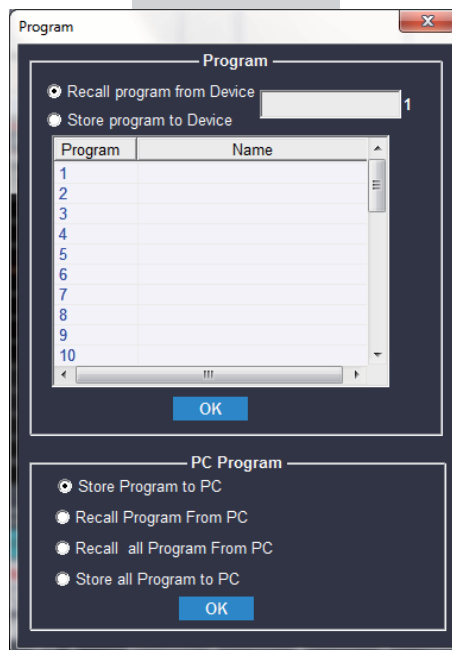 Program
Program
Recall program from Device
1
Store program to Device
Program Name
1
2
3
4
5
6
7
8
9
10
OK
PC Program
Store Program to PC
Recall Program From PC
Recall all Program From PC
Store all Program to PC
OK